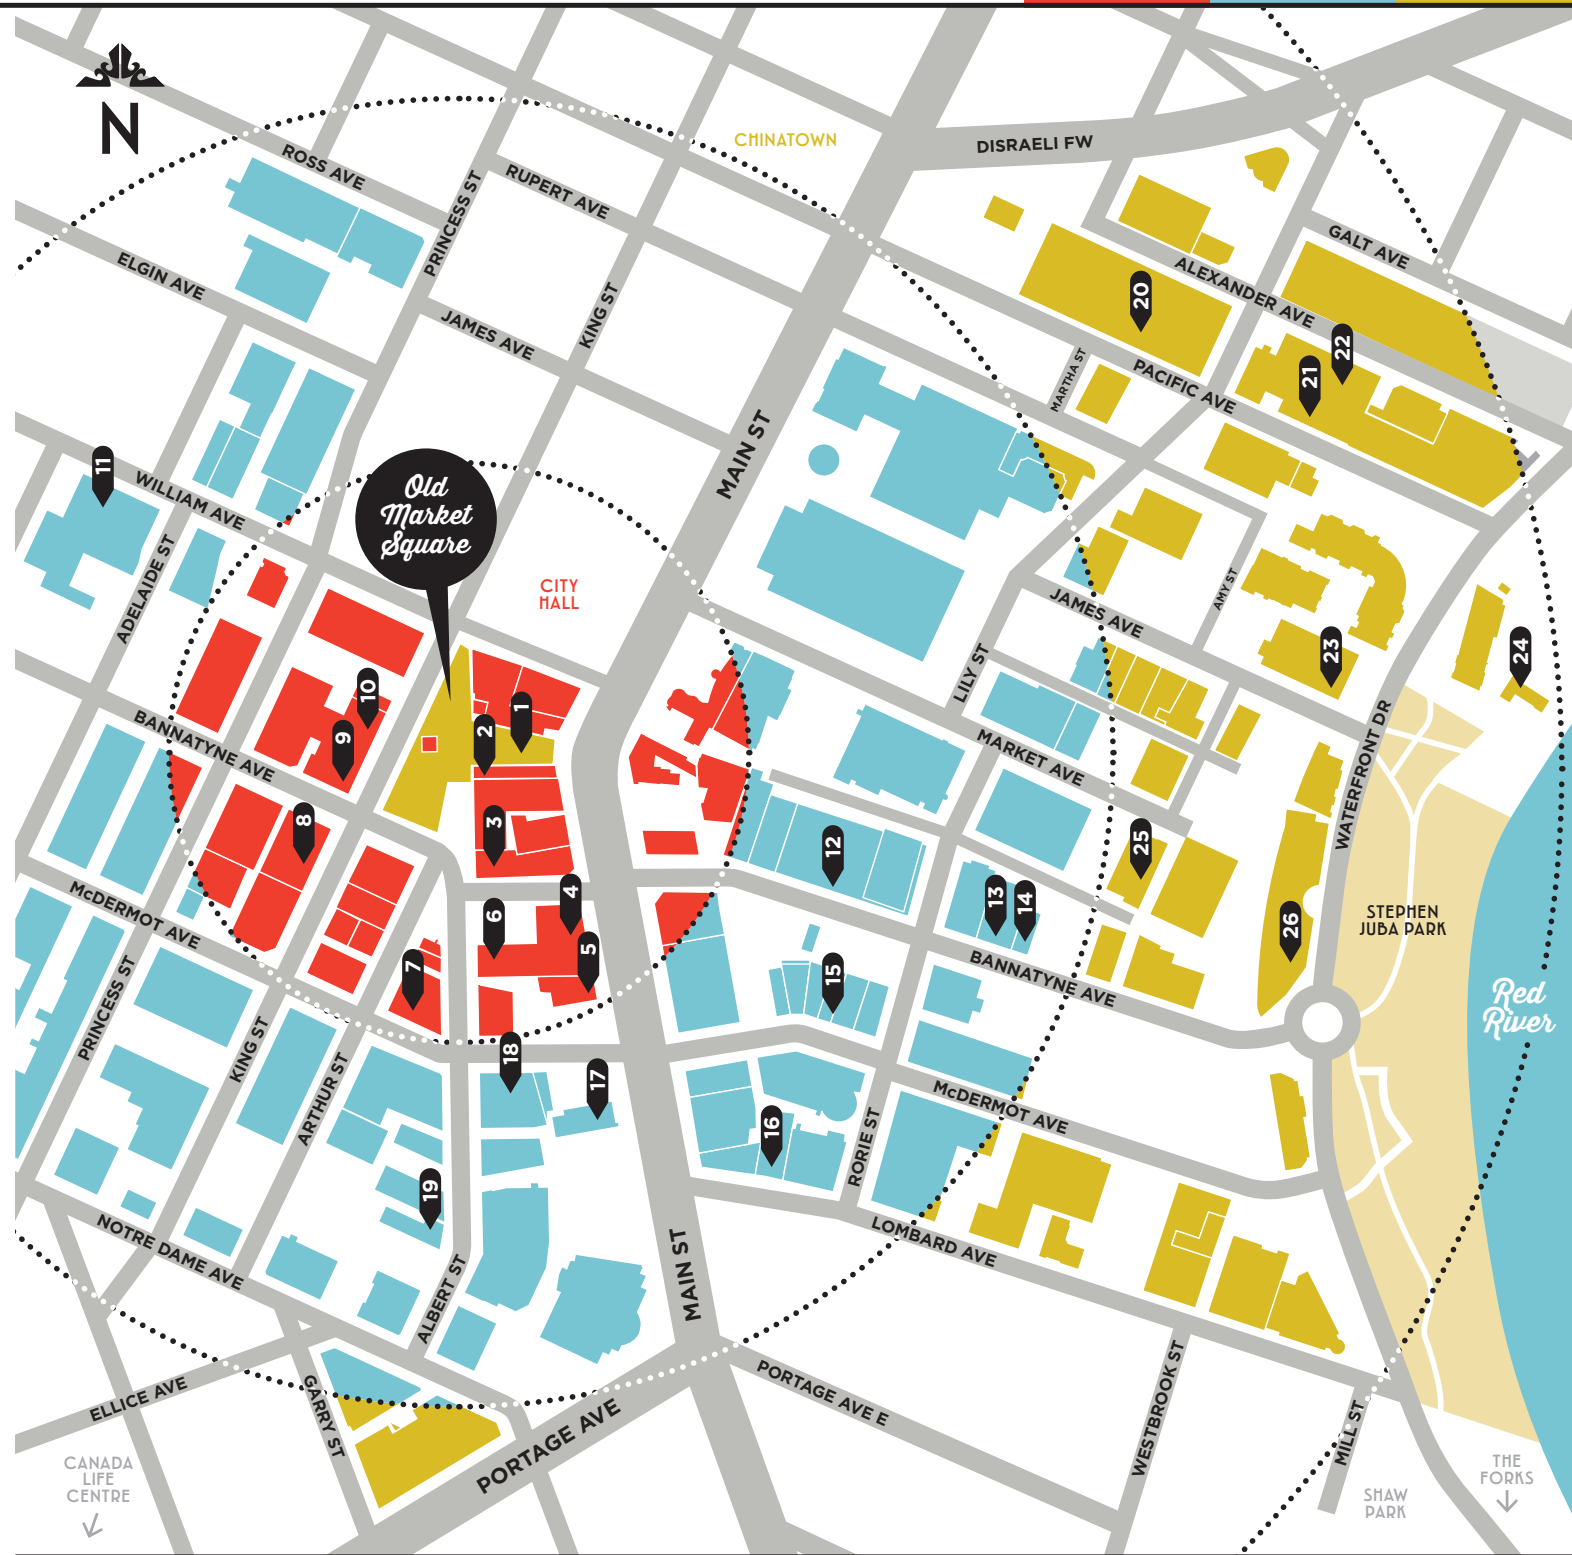 N
CHINATOWN
DISRAELI FW
ROSS AVE
RUPERT AVE
PRINCESS ST
ELGIN AVE
JAMES AVE
KING ST
GALT AVE
ALEXANDER AVE
20
22
21
MARTHA ST
PACIFIC AVE
MAIN ST
11
WILLIAM AVE
Old
Market
Square
ADELAIDE ST
CITY
HALL
JAMES AVE
AMY ST
LILY ST
23
24
10
9
1
2
BANNATYNE AVE
MARKET AVE
WATERFRONT DR
8
3
12
25
13
14
4
6
5
7
McDERMOT AVE
15
26
STEPHEN
JUBA PARK
BANNATYNE AVE
Red
River
PRINCESS ST
KING ST
ARTHUR ST
18
17
16
McDERMOT AVE
RORIE ST
19
NOTRE DAME AVE
ALBERT ST
MAIN ST
LOMBARD AVE
ELLICE AVE
GARRY ST
PORTAGE AVE
PORTAGE AVE E
WESTBROOK ST
MILL ST
CANADA
LIFE
CENTRE
SHAW
PARK
THE
FORKS